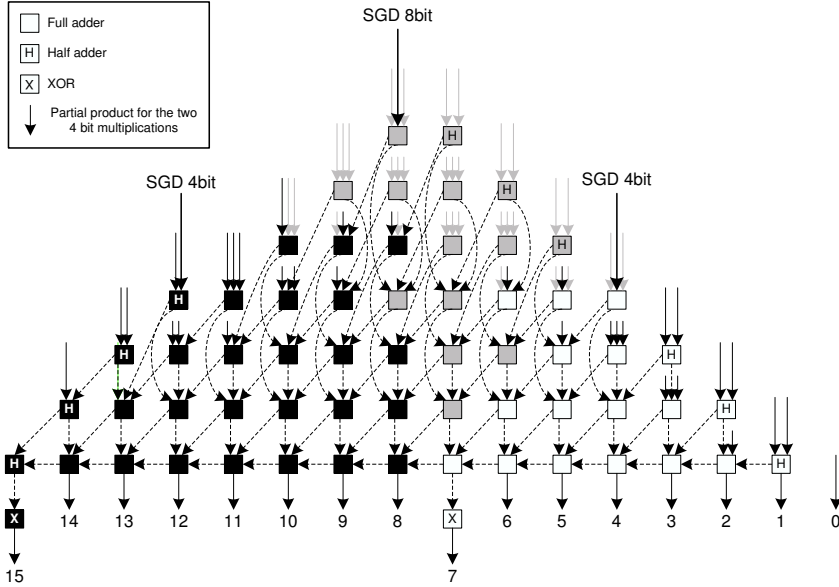 SGD 8bit
Full adder
H Half adder
X XOR
Partial product for the two
4 bit multiplications
H
SGD 4bit
SGD 4bit
H
H
H
H
H
H
H
H
H
X
14
13
12
11
10
9
8
X
6
5
4
3
2
1
0
15
7